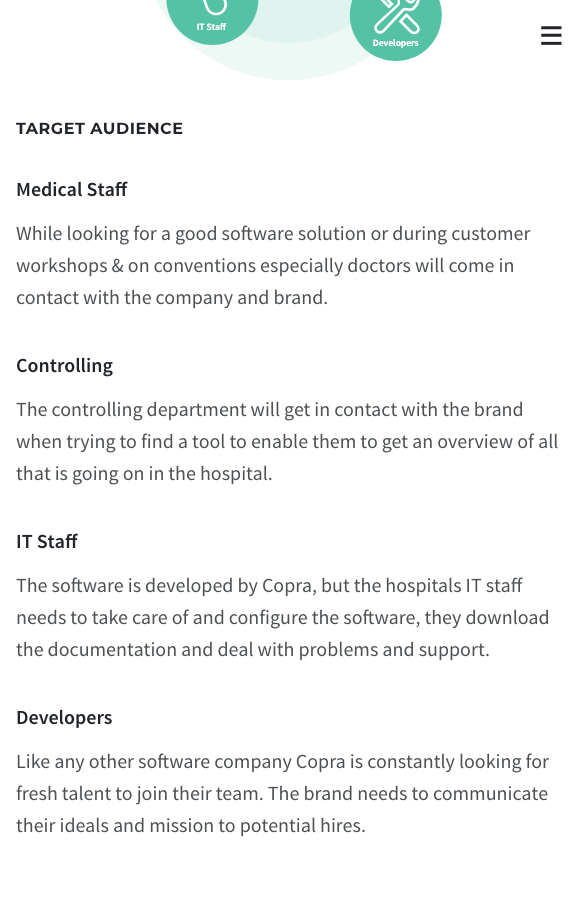 IT Staff
Developers
TARGET AUDIENCE
Medical Staff
While looking for a good software solution or during customer
workshops & on conventions especially doctors will come in
contact with the company and brand.
Controlling
The controlling department will get in contact with the brand
when trying to find a tool to enable them to get an overview of all
that is going on in the hospital.
IT Staff
The software is developed by Copra, but the hospitals IT staff
needs to take care of and configure the software, they download
the documentation and deal with problems and support.
Developers
Like any other software company Copra is constantly looking for
fresh talent to join their team. The brand needs to communicate
their ideals and mission to potential hires.